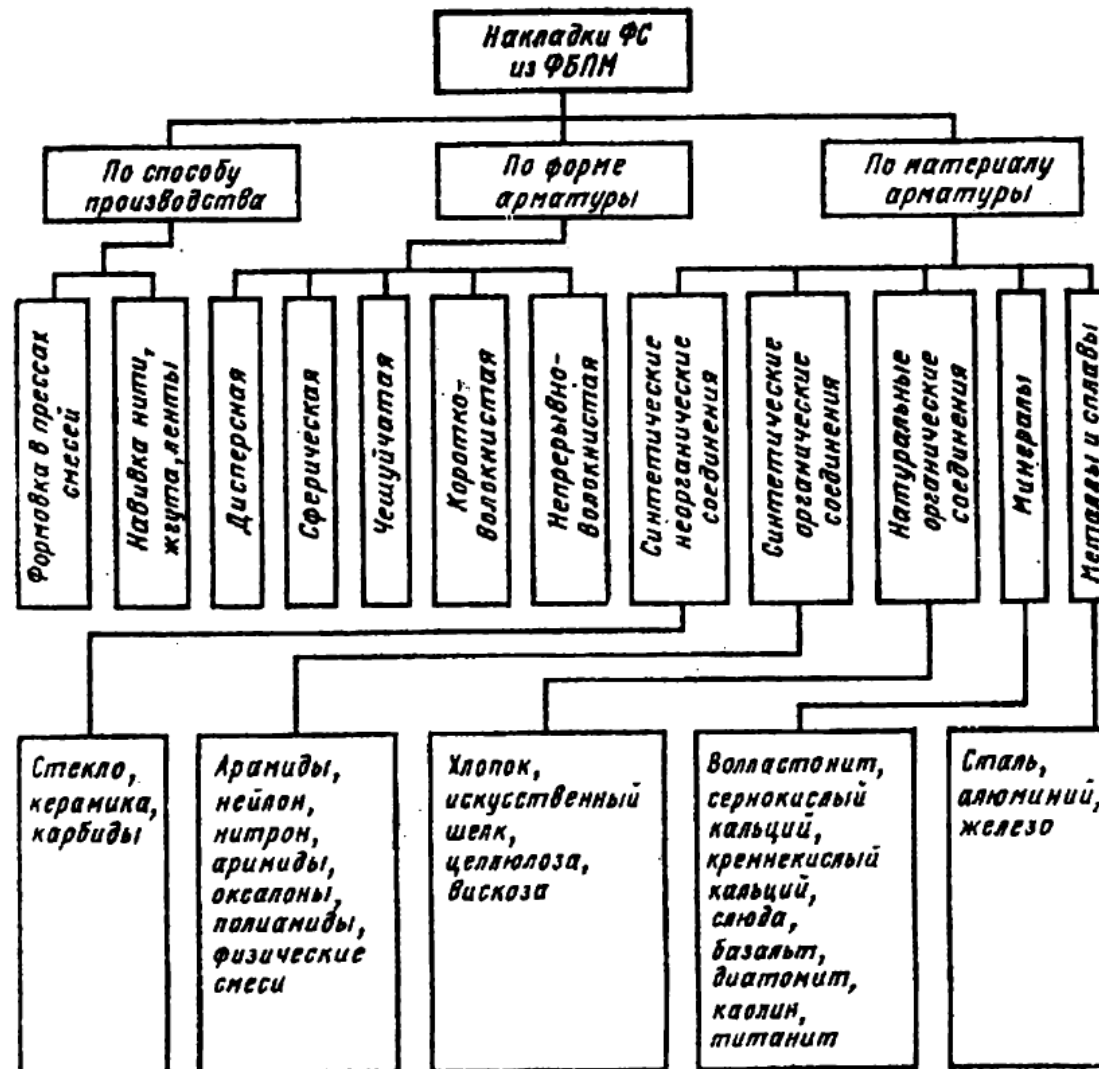 Накладки ФС
из ФБПМ
По способу
производства
По форме
арматуры
По материалу
арматуры
Формовка в прессах
смесей
Навивка нити,
жгута, ленты
Дисперсная
Сферическая
Чешуйчатая
Коротко-
волокнистая
Непрерывно-
волокнистая
Синтетические
неорганические
соединения
Синтетические
органические
соединения
Натуральные
органические
соединения
Минералы
Металлы и сплавы
Стекло,
керамика,
карбиды
Арамиды,
нейлон,
нитрон,
аримиды,
оксалоны,
полиамиды,
физические
смеси
Хлопок,
искусственный
шелк,
целлюлоза,
вискоза
Волластонит,
сернокислый
кальций,
кремнекислый
кальций,
слюда,
базальт,
диатомит,
каолин,
титанит
Сталь,
алюминий,
железо